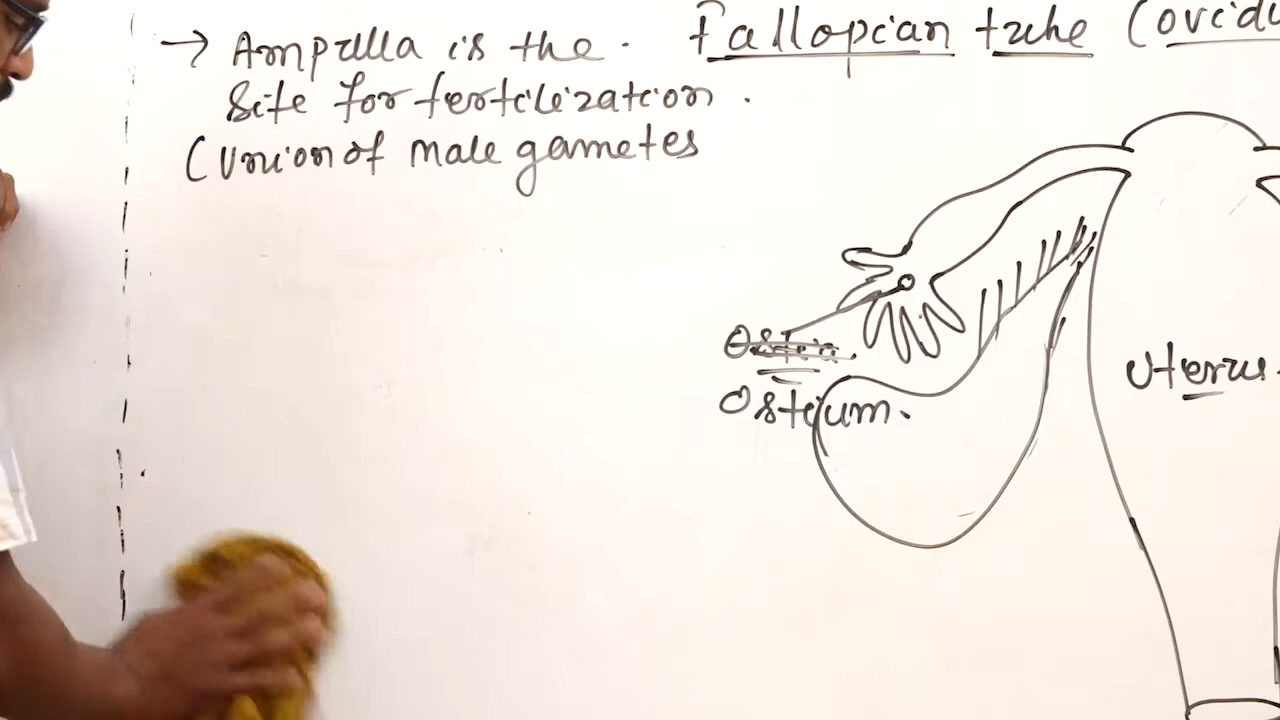 → Ampulla is the .
Site for fertilization .
(Union of male gametes
Fallopian tube (ovidu
Ostium.
Uterus.